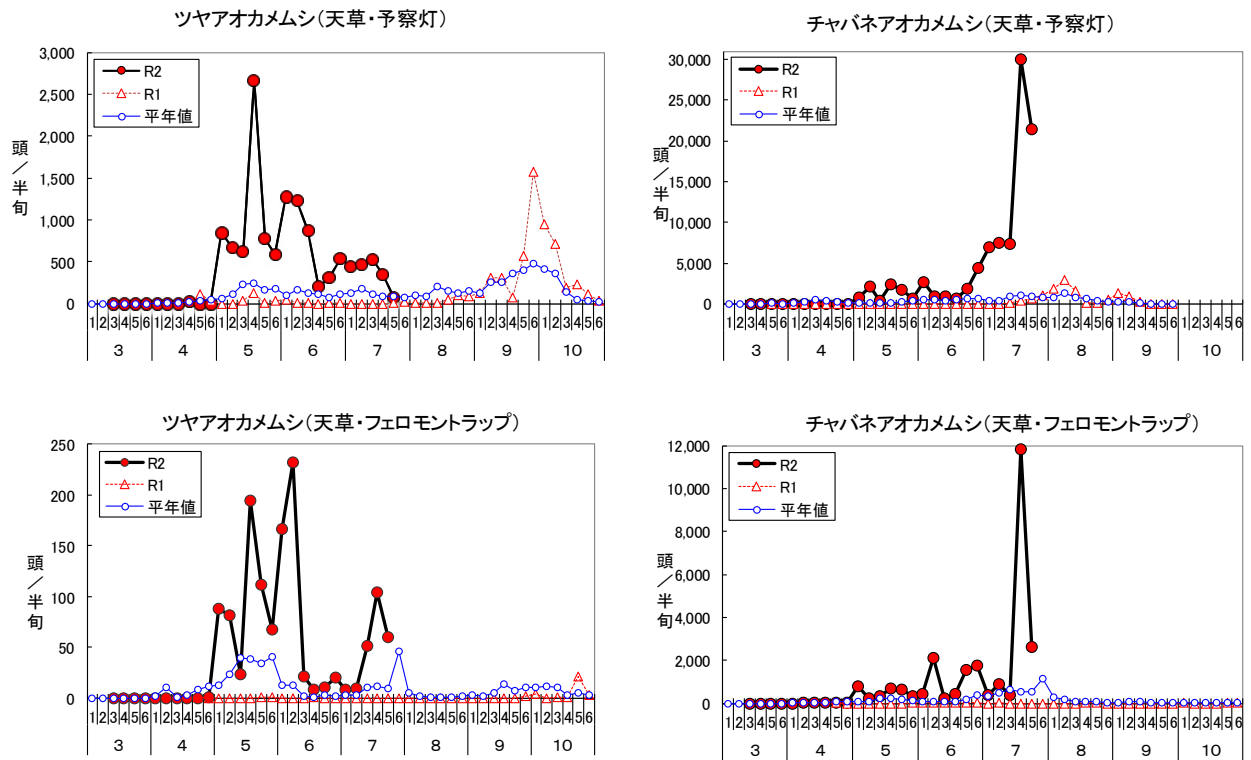 ツヤアオカメムシ(天草・予察灯)
頭/半旬
3,000
2,500
2,000
1,500
1,000
500
0
R2
R1
平年値
1 2 3 4 5 6 1 2 3 4 5 6 1 2 3 4 5 6 1 2 3 4 5 6 1 2 3 4 5 6 1 2 3 4 5 6 1 2 3 4 5 6 1 2 3 4 5 6
3 4 5 6 7 8 9 10
チャバネアオカメムシ(天草・予察灯)
頭/半旬
30,000
25,000
20,000
15,000
10,000
5,000
0
R2
R1
平年値
1 2 3 4 5 6 1 2 3 4 5 6 1 2 3 4 5 6 1 2 3 4 5 6 1 2 3 4 5 6 1 2 3 4 5 6 1 2 3 4 5 6 1 2 3 4 5 6
3 4 5 6 7 8 9 10
ツヤアオカメムシ(天草・フェロモントラップ)
頭/半旬
250
200
150
100
50
0
R2
R1
平年値
1 2 3 4 5 6 1 2 3 4 5 6 1 2 3 4 5 6 1 2 3 4 5 6 1 2 3 4 5 6 1 2 3 4 5 6 1 2 3 4 5 6 1 2 3 4 5 6
3 4 5 6 7 8 9 10
チャバネアオカメムシ(天草・フェロモントラップ)
頭/半旬
12,000
10,000
8,000
6,000
4,000
2,000
0
R2
R1
平年値
1 2 3 4 5 6 1 2 3 4 5 6 1 2 3 4 5 6 1 2 3 4 5 6 1 2 3 4 5 6 1 2 3 4 5 6 1 2 3 4 5 6 1 2 3 4 5 6
3 4 5 6 7 8 9 10